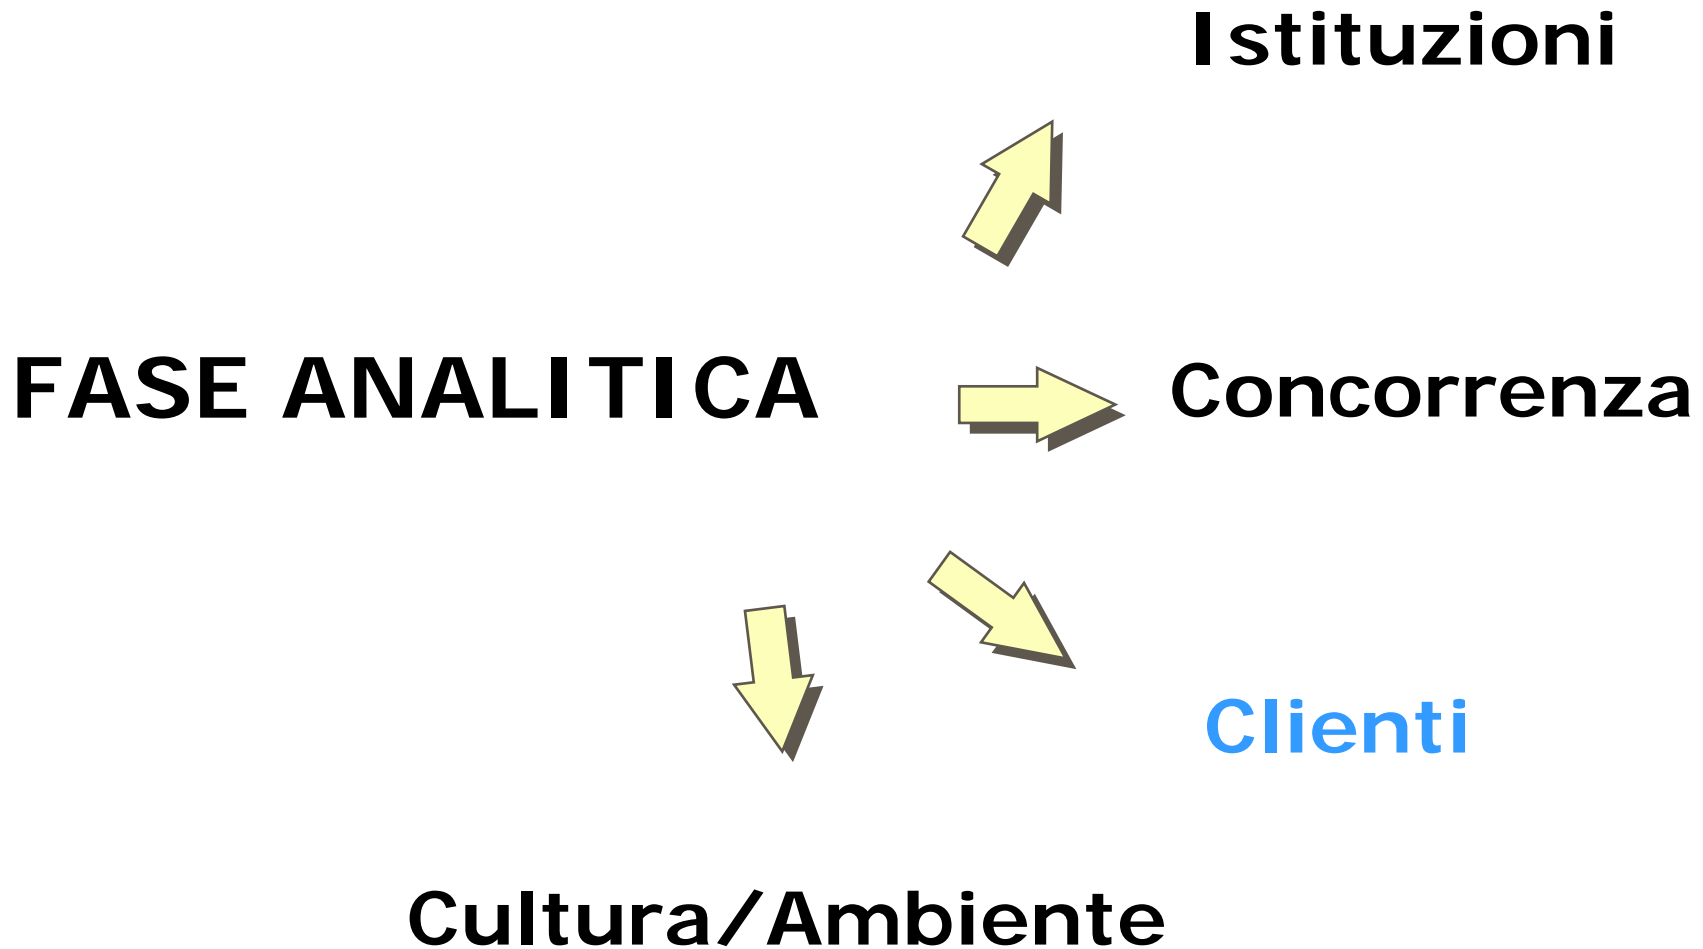 Istituzioni
FASE ANALITICA
Concorrenza
Clienti
Cultura/Ambiente